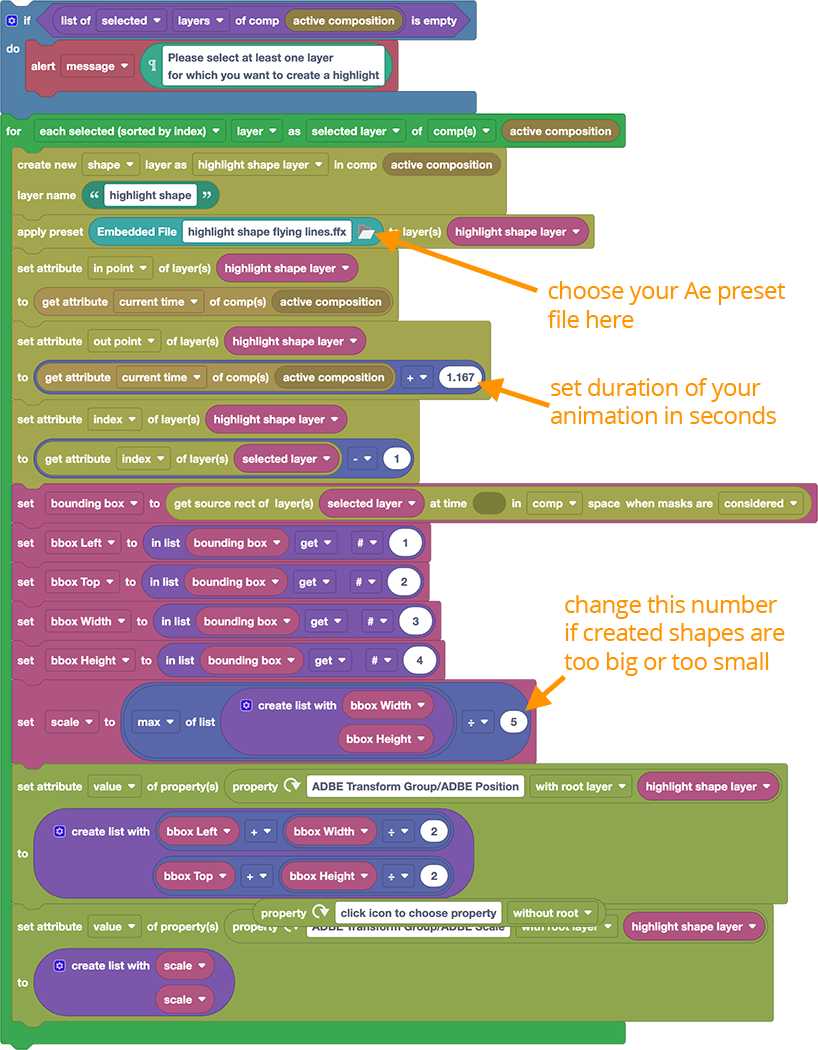 if list of selected layers of comp active composition is empty
do
alert message ¶ Please select at least one layer
for which you want to create a highlight
for each selected (sorted by index) layer as selected layer of comp(s) active composition
create new shape layer as highlight shape layer in comp active composition
layer name “ highlight shape ”
apply preset Embedded File highlight shape flying lines.ffx to layer(s) highlight shape layer
set attribute in point of layer(s) highlight shape layer
to get attribute current time of comp(s) active composition
choose your Ae preset
file here
set attribute out point of layer(s) highlight shape layer
to get attribute current time of comp(s) active composition + 1.167
set duration of your
animation in seconds
set attribute index of layer(s) highlight shape layer
to get attribute index of layer(s) selected layer - 1
set bounding box to get source rect of layer(s) selected layer at time in comp space when masks are considered
set bbox Left to in list bounding box get # 1
set bbox Top to in list bounding box get # 2
set bbox Width to in list bounding box get # 3
set bbox Height to in list bounding box get # 4
change this number
if created shapes are
too big or too small
set scale to max of list create list with bbox Width ÷ 5
bbox Height
set attribute value of property(s) property ADBE Transform Group/ADBE Position with root layer highlight shape layer
to create list with bbox Left + bbox Width ÷ 2
bbox Top + bbox Height ÷ 2
property click icon to choose property without root
set attribute value of property(s) property ADBE Transform Group/ADBE Scale with root layer highlight shape layer
to create list with scale
scale